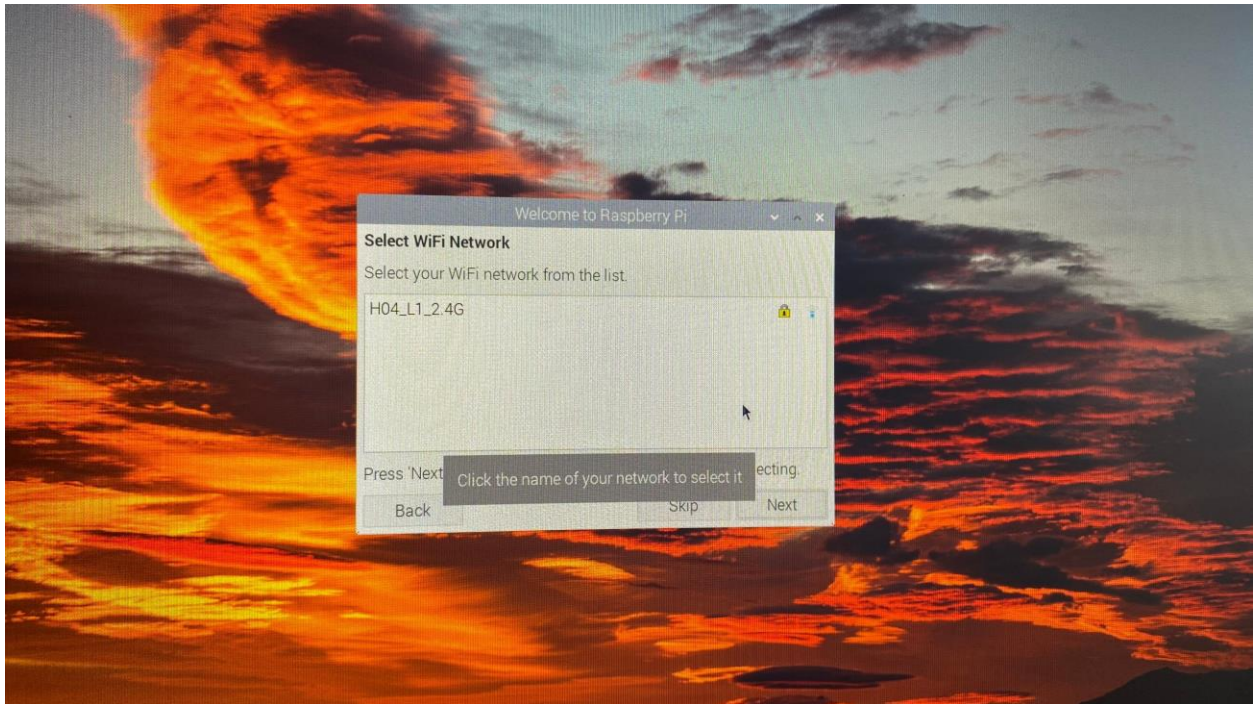 Welcome to Raspberry Pi
Select WiFi Network
Select your WiFi network from the list.
H04_L1_2.4G
Press 'Next ecting.
Click the name of your network to select it
Back Skip Next